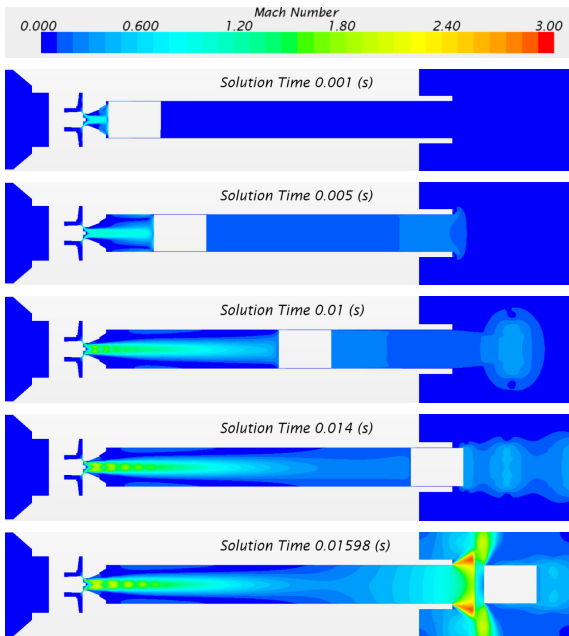 Mach Number
0.000 0.600 1.20 1.80 2.40 3.00
Solution Time 0.001 (s)
Solution Time 0.005 (s)
Solution Time 0.01 (s)
Solution Time 0.014 (s)
Solution Time 0.01598 (s)